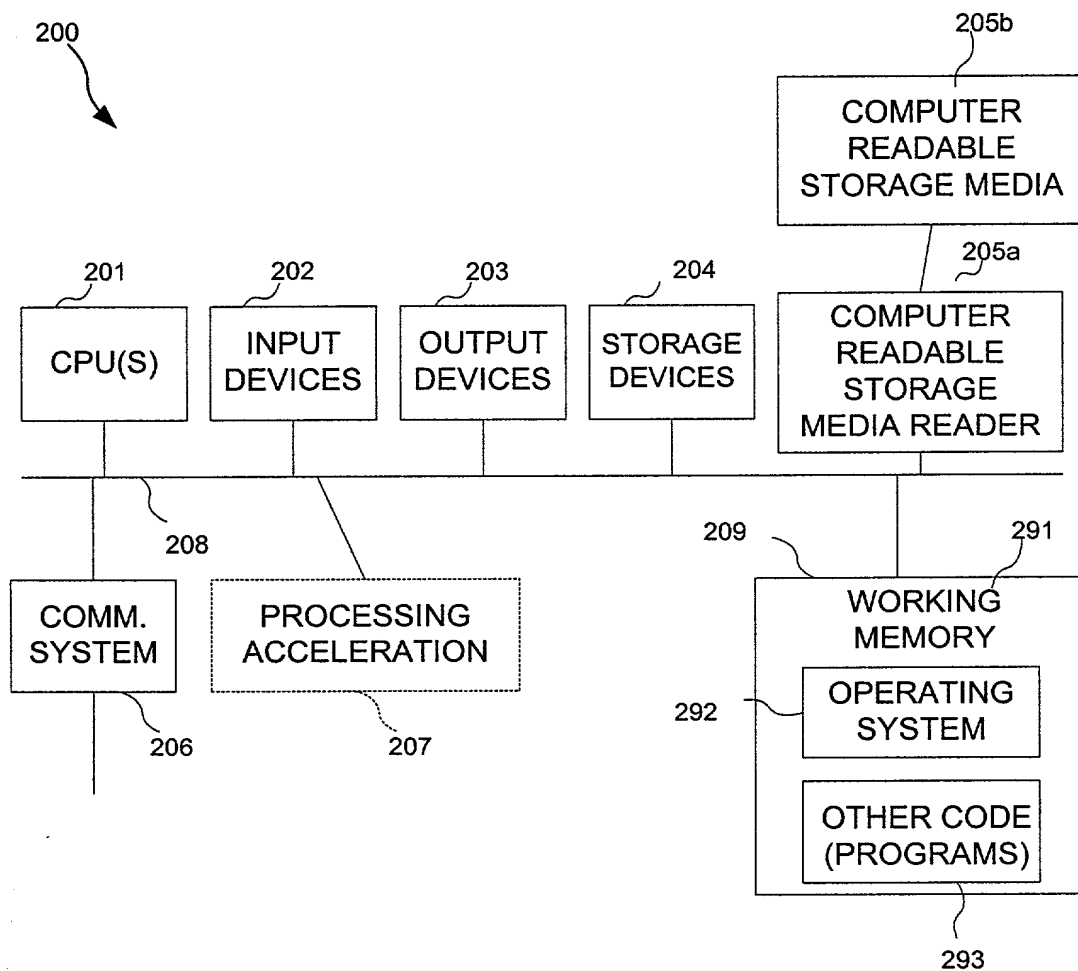 200
205b
COMPUTER
READABLE
STORAGE MEDIA
205a
201
202
203
204
CPU(S)
INPUT
DEVICES
OUTPUT
DEVICES
STORAGE
DEVICES
COMPUTER
READABLE
STORAGE
MEDIA READER
208
209
291
COMM.
SYSTEM
PROCESSING
ACCELERATION
206
207
WORKING
MEMORY
292
OPERATING
SYSTEM
OTHER CODE
(PROGRAMS)
293